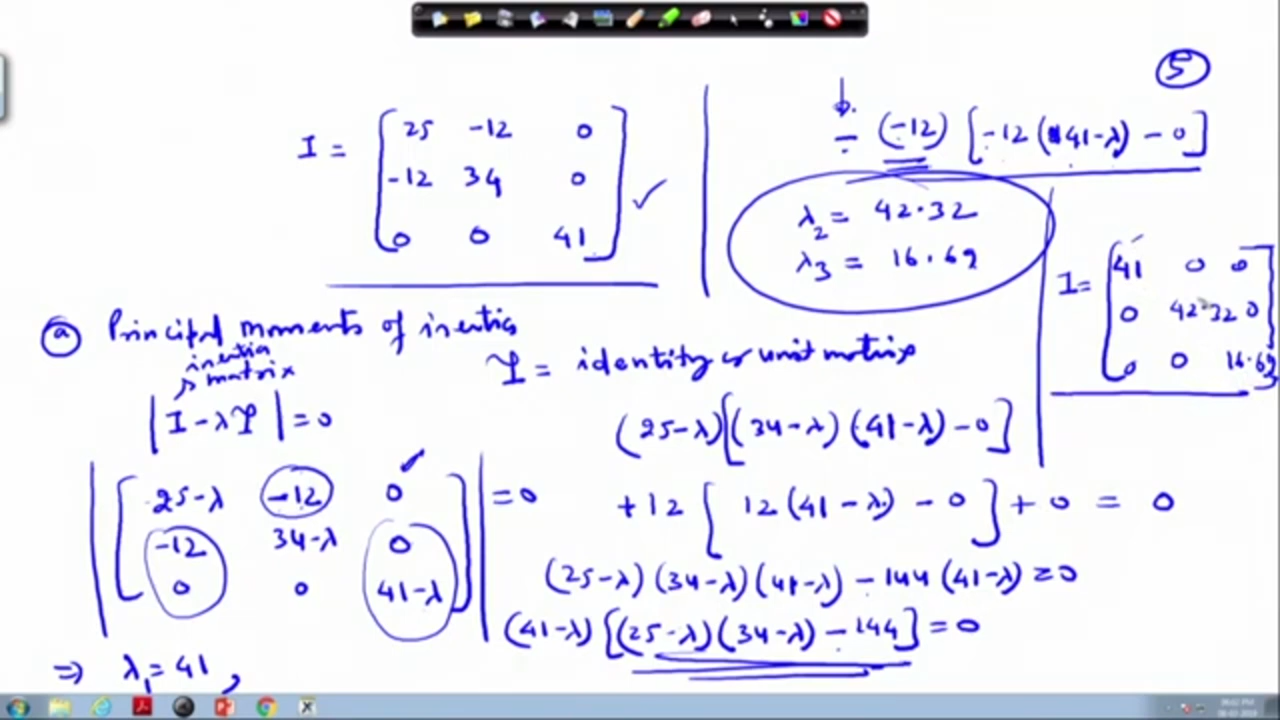 5
I = [ 25 -12 0
-12 34 0
0 0 41 ] ✓
- (-12) [-12 (41-λ) - 0]
λ₂ = 42.32
λ₃ = 16.69
I = [ 41 0 0
0 42.32 0
0 0 16.69 ]
(a) Principal moments of inertia
inertia
matrix
|I - λ𝒥| = 0
𝒥 = identity or unit matrix
| [ 25-λ -12 0
-12 34-λ 0
0 0 41-λ ] | = 0
⇒ λ₁ = 41,
(25-λ)[(34-λ)(41-λ) - 0]
+12 [ 12 (41-λ) - 0 ] + 0 = 0
(25-λ)(34-λ)(41-λ) - 144 (41-λ) = 0
(41-λ) [(25-λ)(34-λ) - 144] = 0